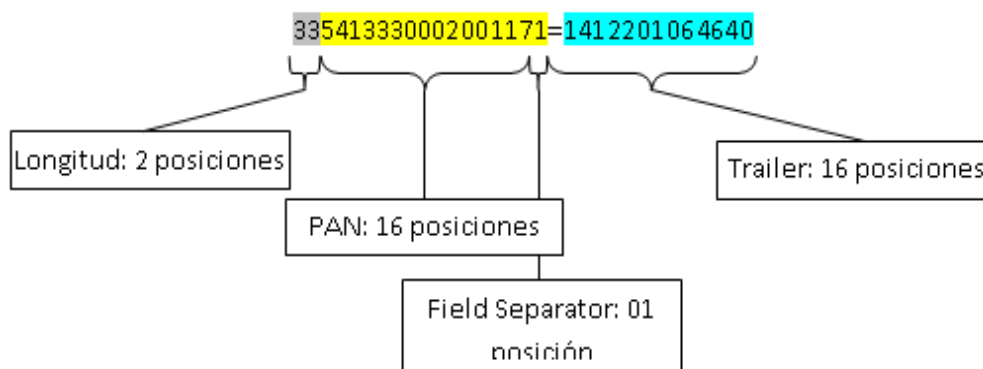 335413330002001171=1412201064640
Longitud: 2 posiciones
Trailer: 16 posiciones
PAN: 16 posiciones
Field Separator: 01
posición